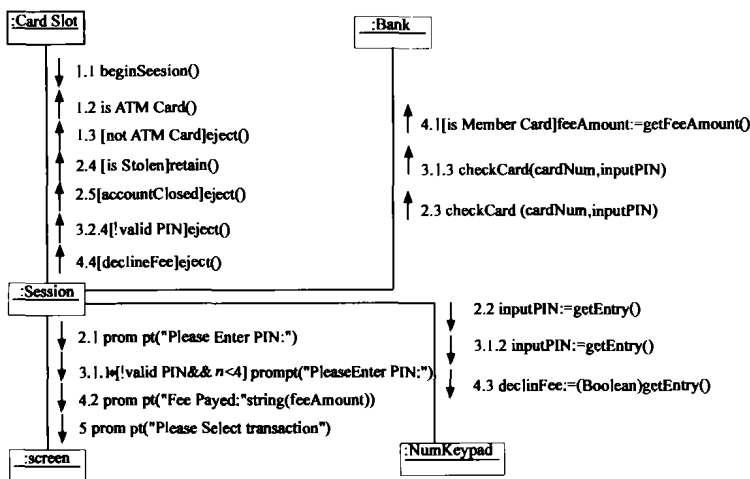 :Card Slot
:Bank
1.1 beginSeesion()
1.2 is ATM Card()
1.3 [not ATM Card]eject()
2.4 [is Stolen]retain()
2.5[accountClosed]eject()
3.2.4[!valid PIN]eject()
4.4[declineFee]eject()
4.1[is Member Card]feeAmount:=getFeeAmount()
3.1.3 checkCard(cardNum,inputPIN)
2.3 checkCard (cardNum,inputPIN)
:Session
2.1 prom pt("Please Enter PIN:")
3.1.1*[!valid PIN&& n<4] prompt("PleaseEnter PIN:")
4.2 prom pt("Fee Payed:"string(feeAmount))
5 prom pt("Please Select transaction")
2.2 inputPIN:=getEntry()
3.1.2 inputPIN:=getEntry()
4.3 declinFee:=(Boolean)getEntry()
:screen
:NumKeypad